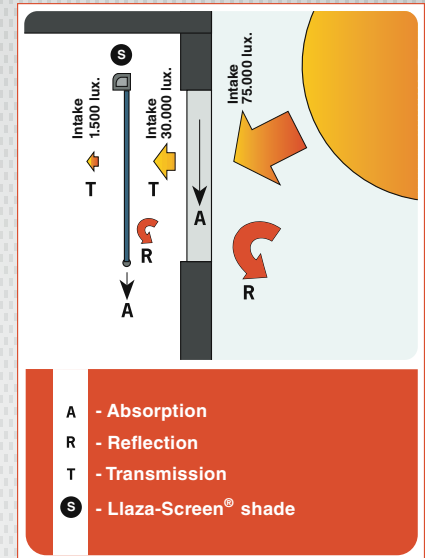 S
Intake
1.500 lux.
Intake
30.000 lux.
Intake
75.000 lux.
T
T
A
R
R
A
A - Absorption
R - Reflection
T - Transmission
S - Llaza-Screen® shade